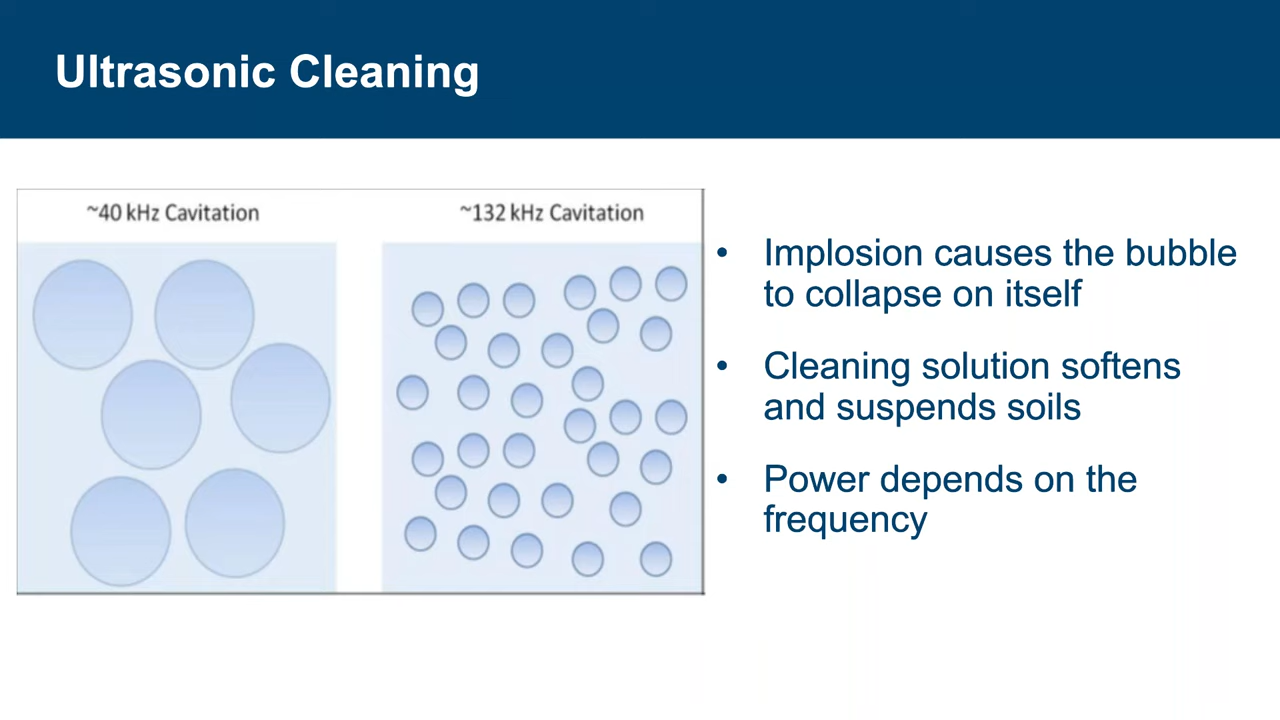 Ultrasonic Cleaning
~40 kHz Cavitation
~132 kHz Cavitation
• Implosion causes the bubble
to collapse on itself
• Cleaning solution softens
and suspends soils
• Power depends on the
frequency